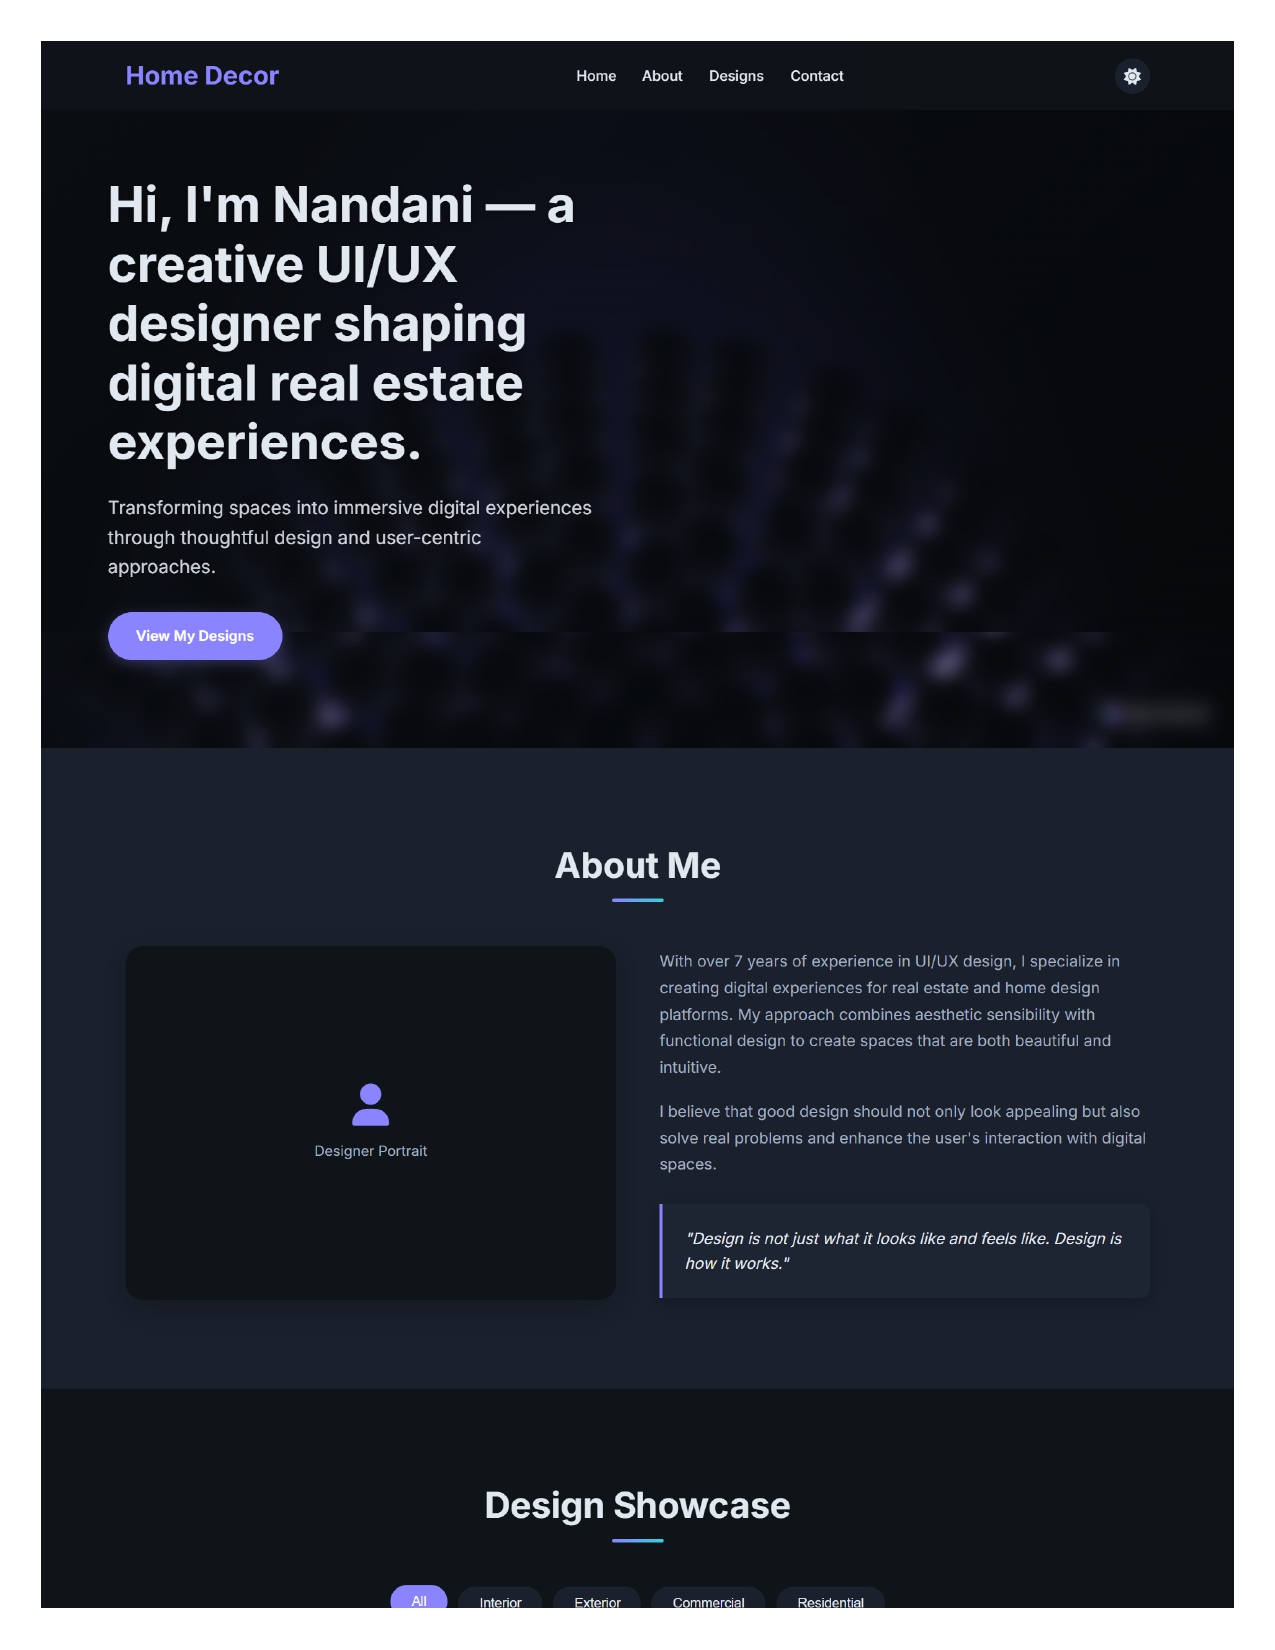 Home Decor
Home About Designs Contact
Hi, I'm Nandani — a
creative UI/UX
designer shaping
digital real estate
experiences.
Transforming spaces into immersive digital experiences
through thoughtful design and user-centric
approaches.
View My Designs
About Me
Designer Portrait
With over 7 years of experience in UI/UX design, I specialize in
creating digital experiences for real estate and home design
platforms. My approach combines aesthetic sensibility with
functional design to create spaces that are both beautiful and
intuitive.
I believe that good design should not only look appealing but also
solve real problems and enhance the user's interaction with digital
spaces.
"Design is not just what it looks like and feels like. Design is
how it works."
Design Showcase
All Interior Exterior Commercial Residential